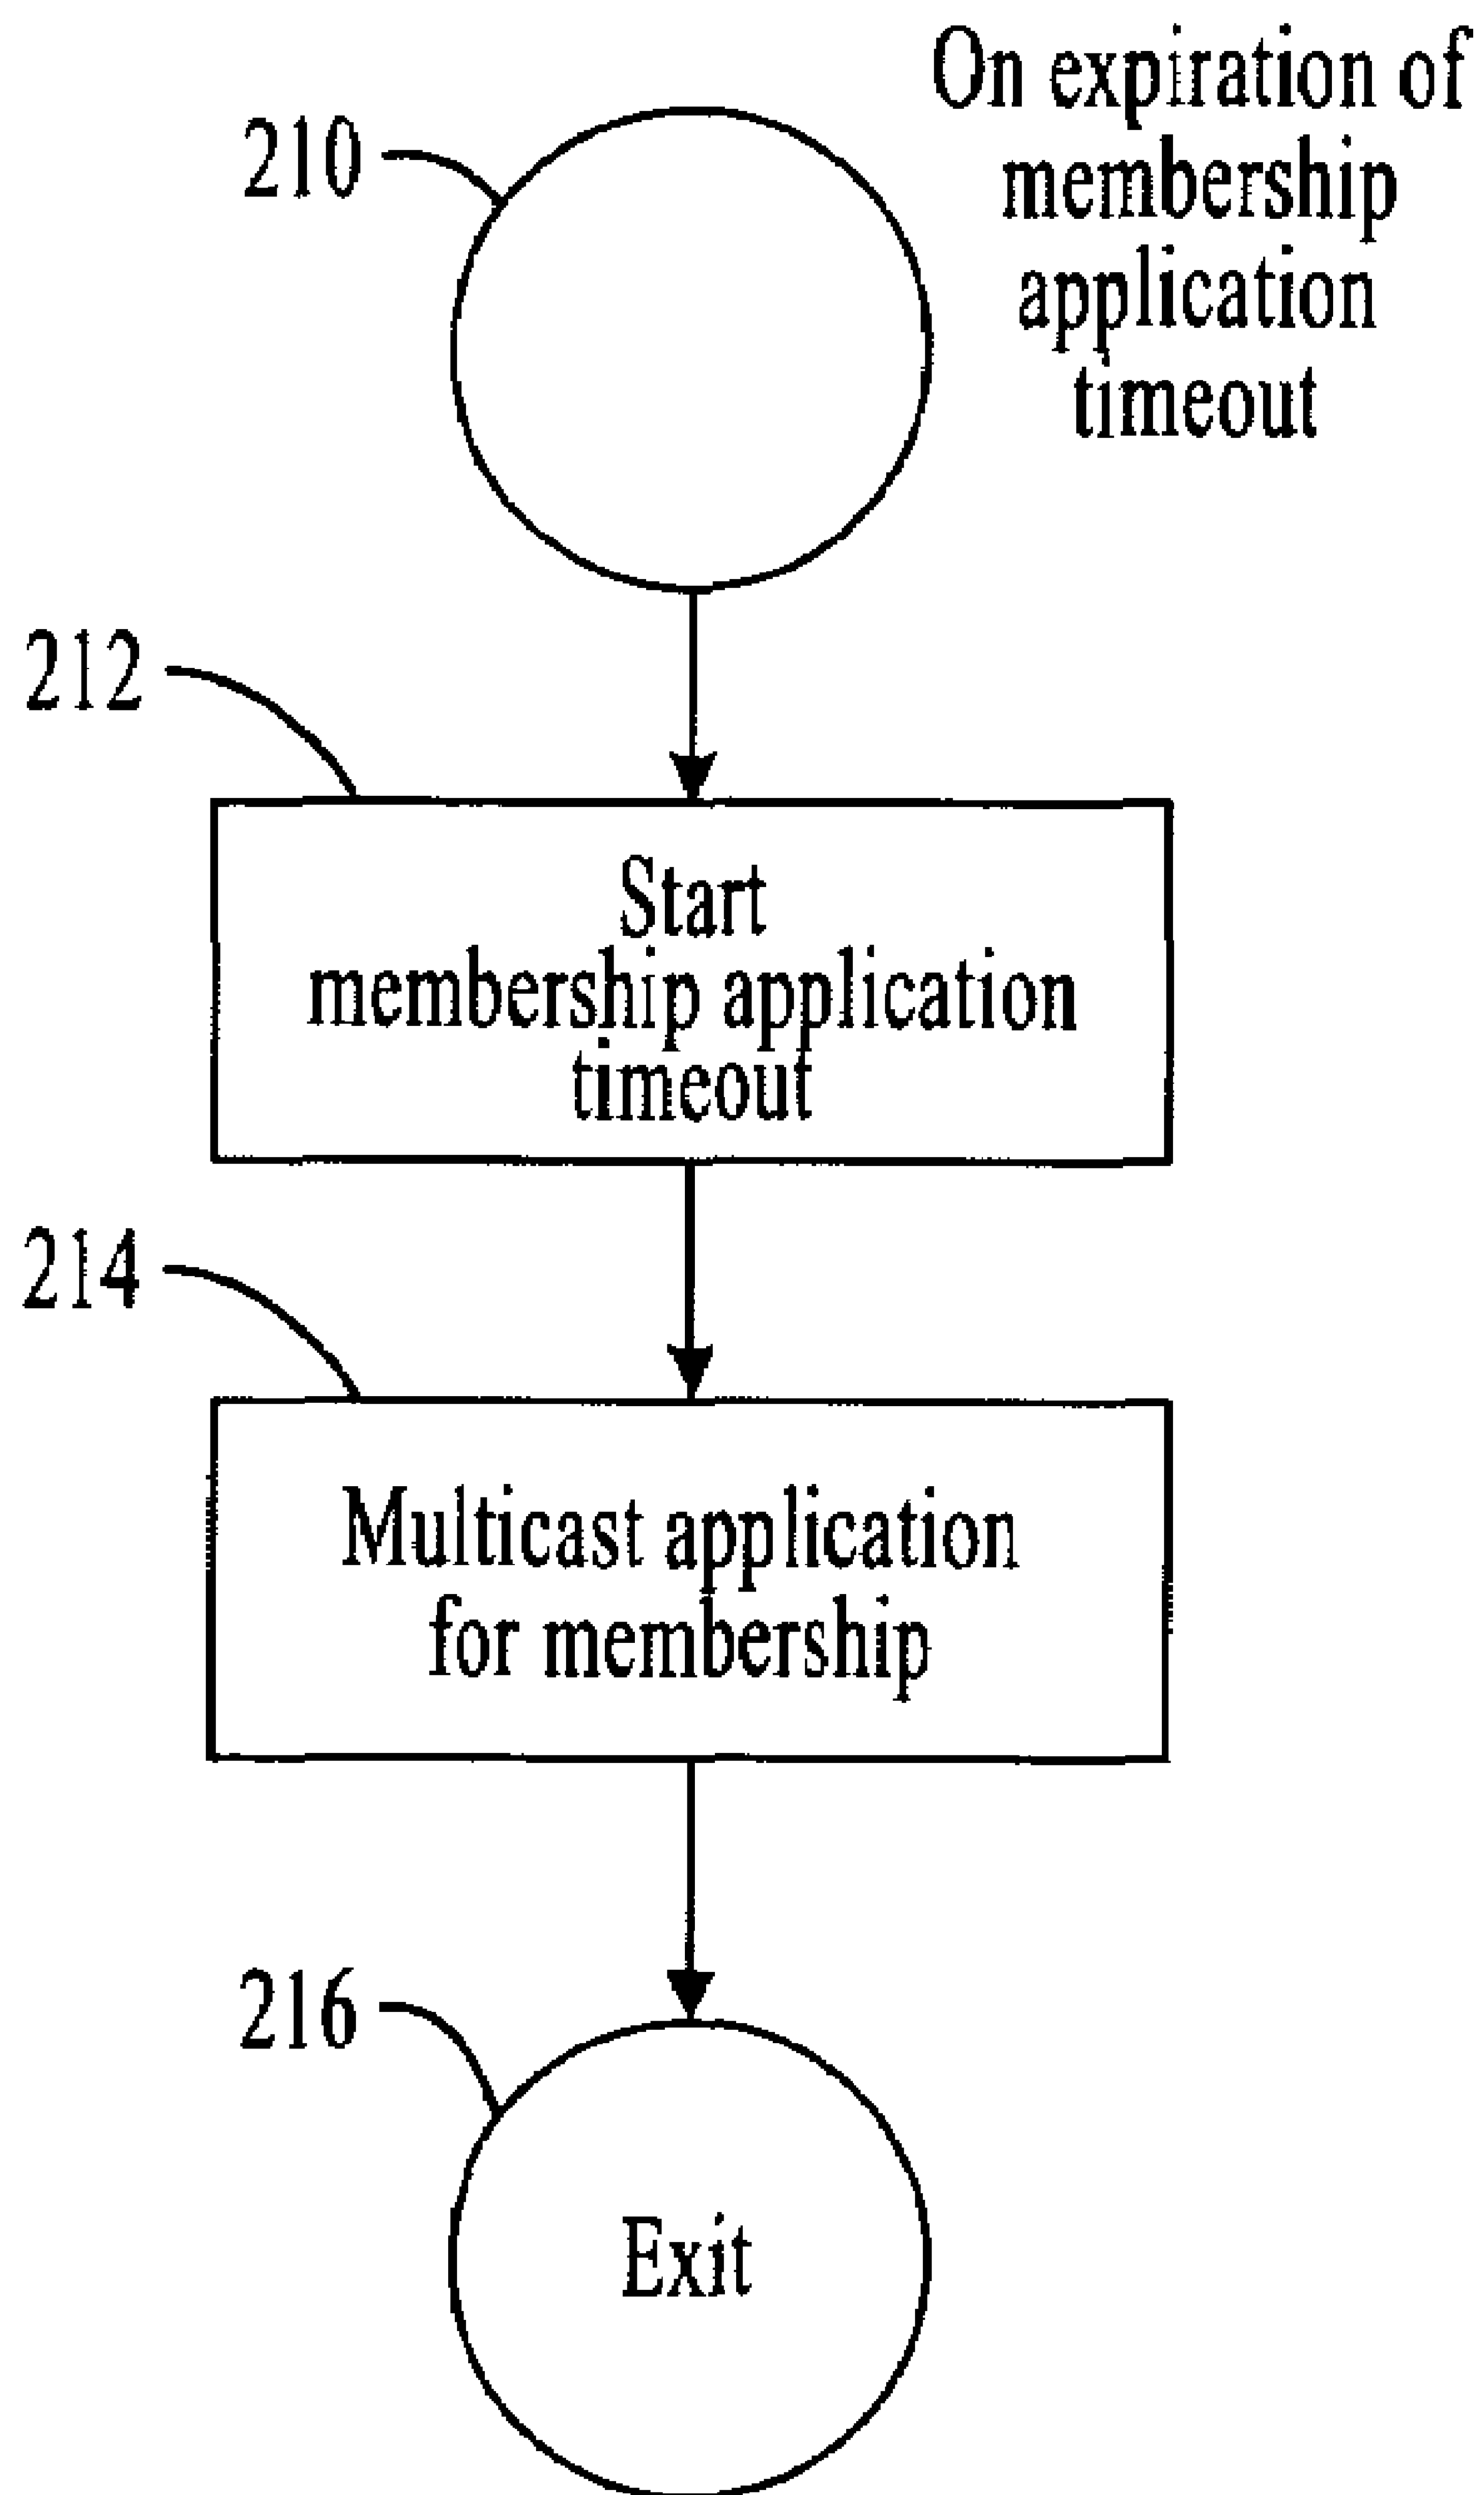 On expiration of
membership
application
timeout
210
212
Start
membership application
timeout
214
Multicast application
for membership
216
Exit